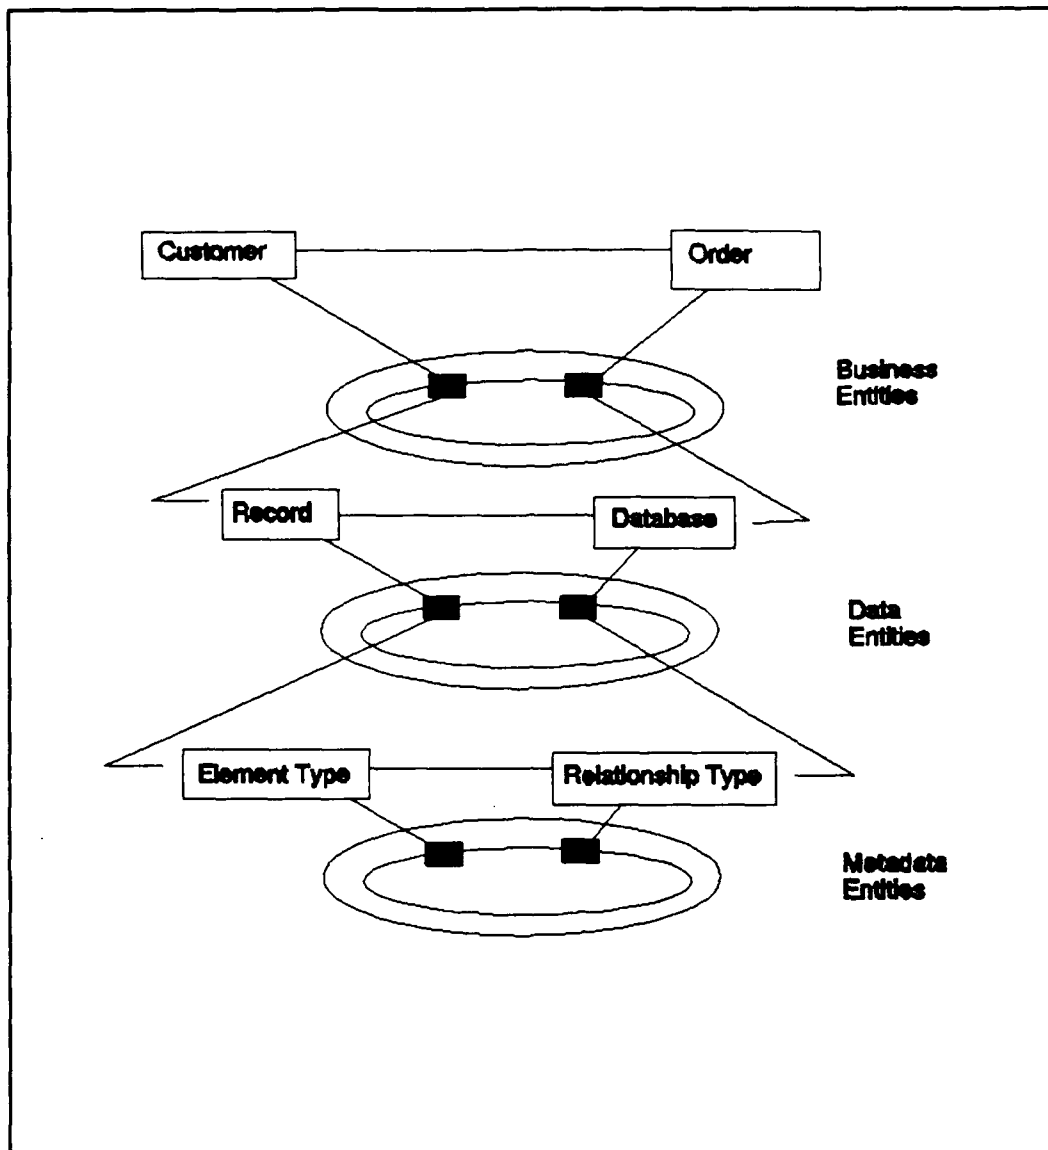 Customer
Order
Business
Entities
Record
Database
Data
Entities
Element Type
Relationship Type
Metadata
Entities